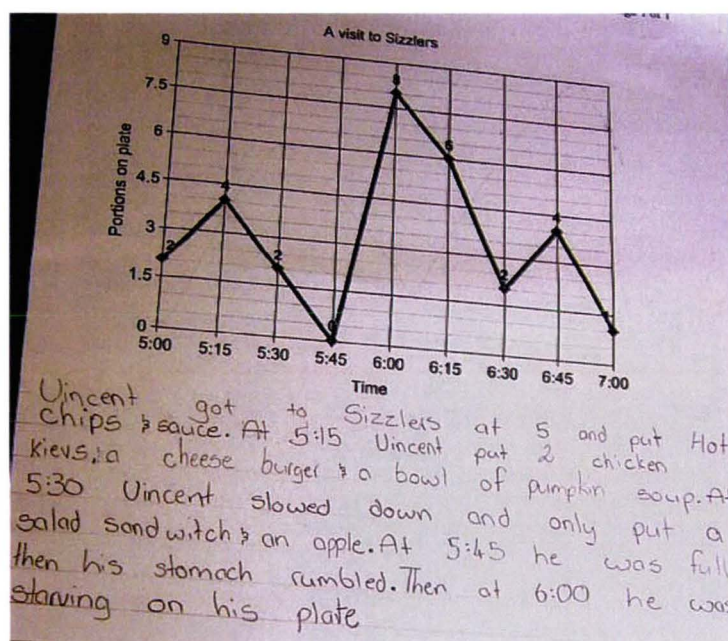 A visit to Sizzlers
Portions on plate
9
7.5
6
4.5
3
1.5
0
2
4
2
0
8
6
2
4
1
5:00 5:15 5:30 5:45 6:00 6:15 6:30 6:45 7:00
Time
Vincent got to Sizzlers at 5 and put Hot
chips & sauce. At 5:15 Vincent put 2 chicken
kievs, a cheese burger & a bowl of pumpkin soup. At
5:30 Vincent slowed down and only put a
salad sandwitch & an apple. At 5:45 he was full
then his stomach rumbled. Then at 6:00 he was
starving on his plate